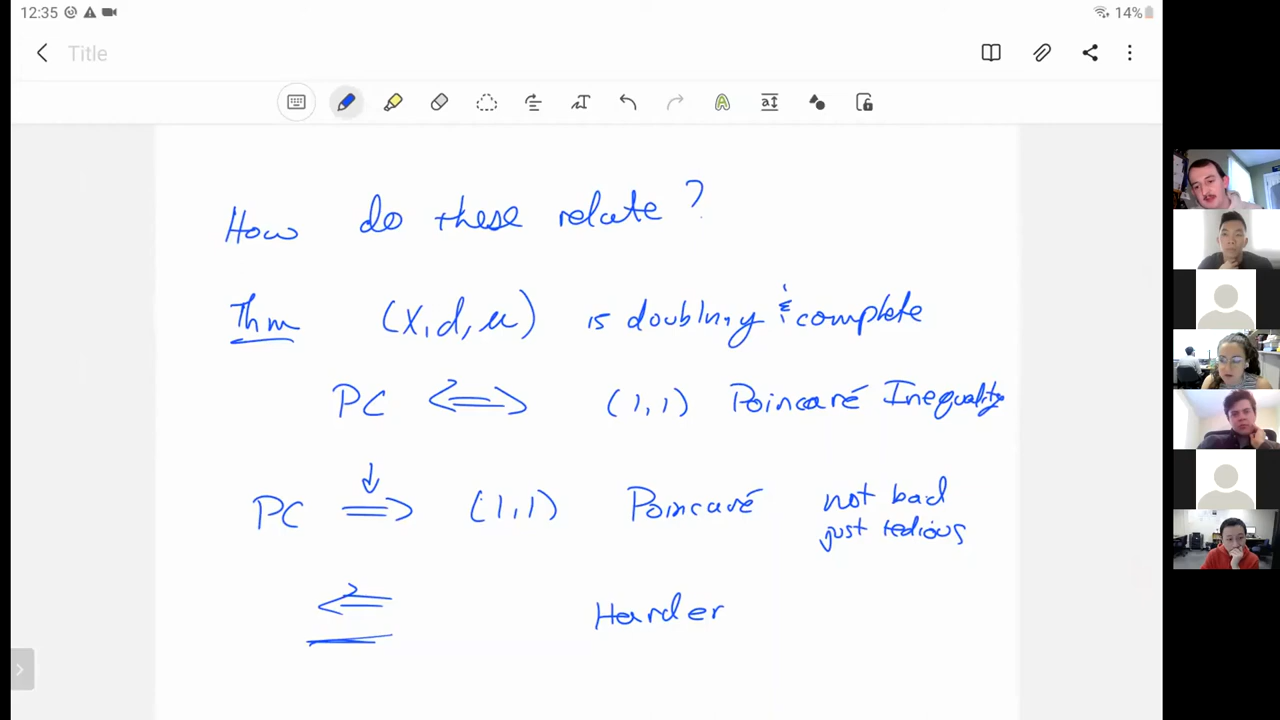 12:35
14%
Title
How do these relate?
Thm (X, d, μ) is doubling & complete
PC ⟺ (1,1) Poincaré Inequality
PC ⟹ (1,1) Poincaré not bad
just tedious
⟸ Harder